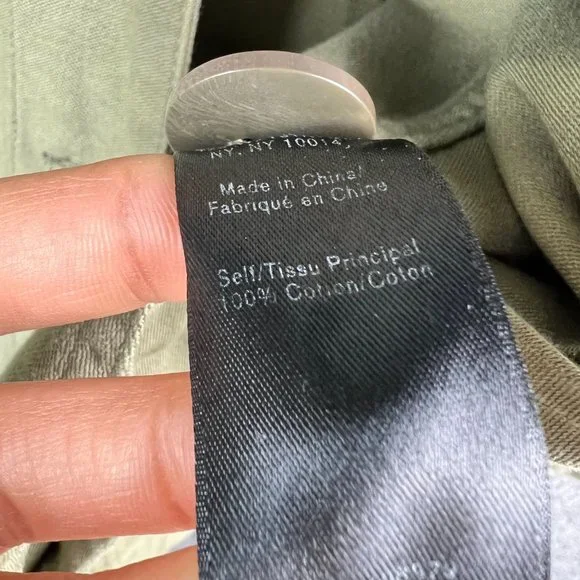 NY, NY 10014,
Made in China/
Fabriqué en Chine
Self/Tissu Principal
100% Cotton/Coton